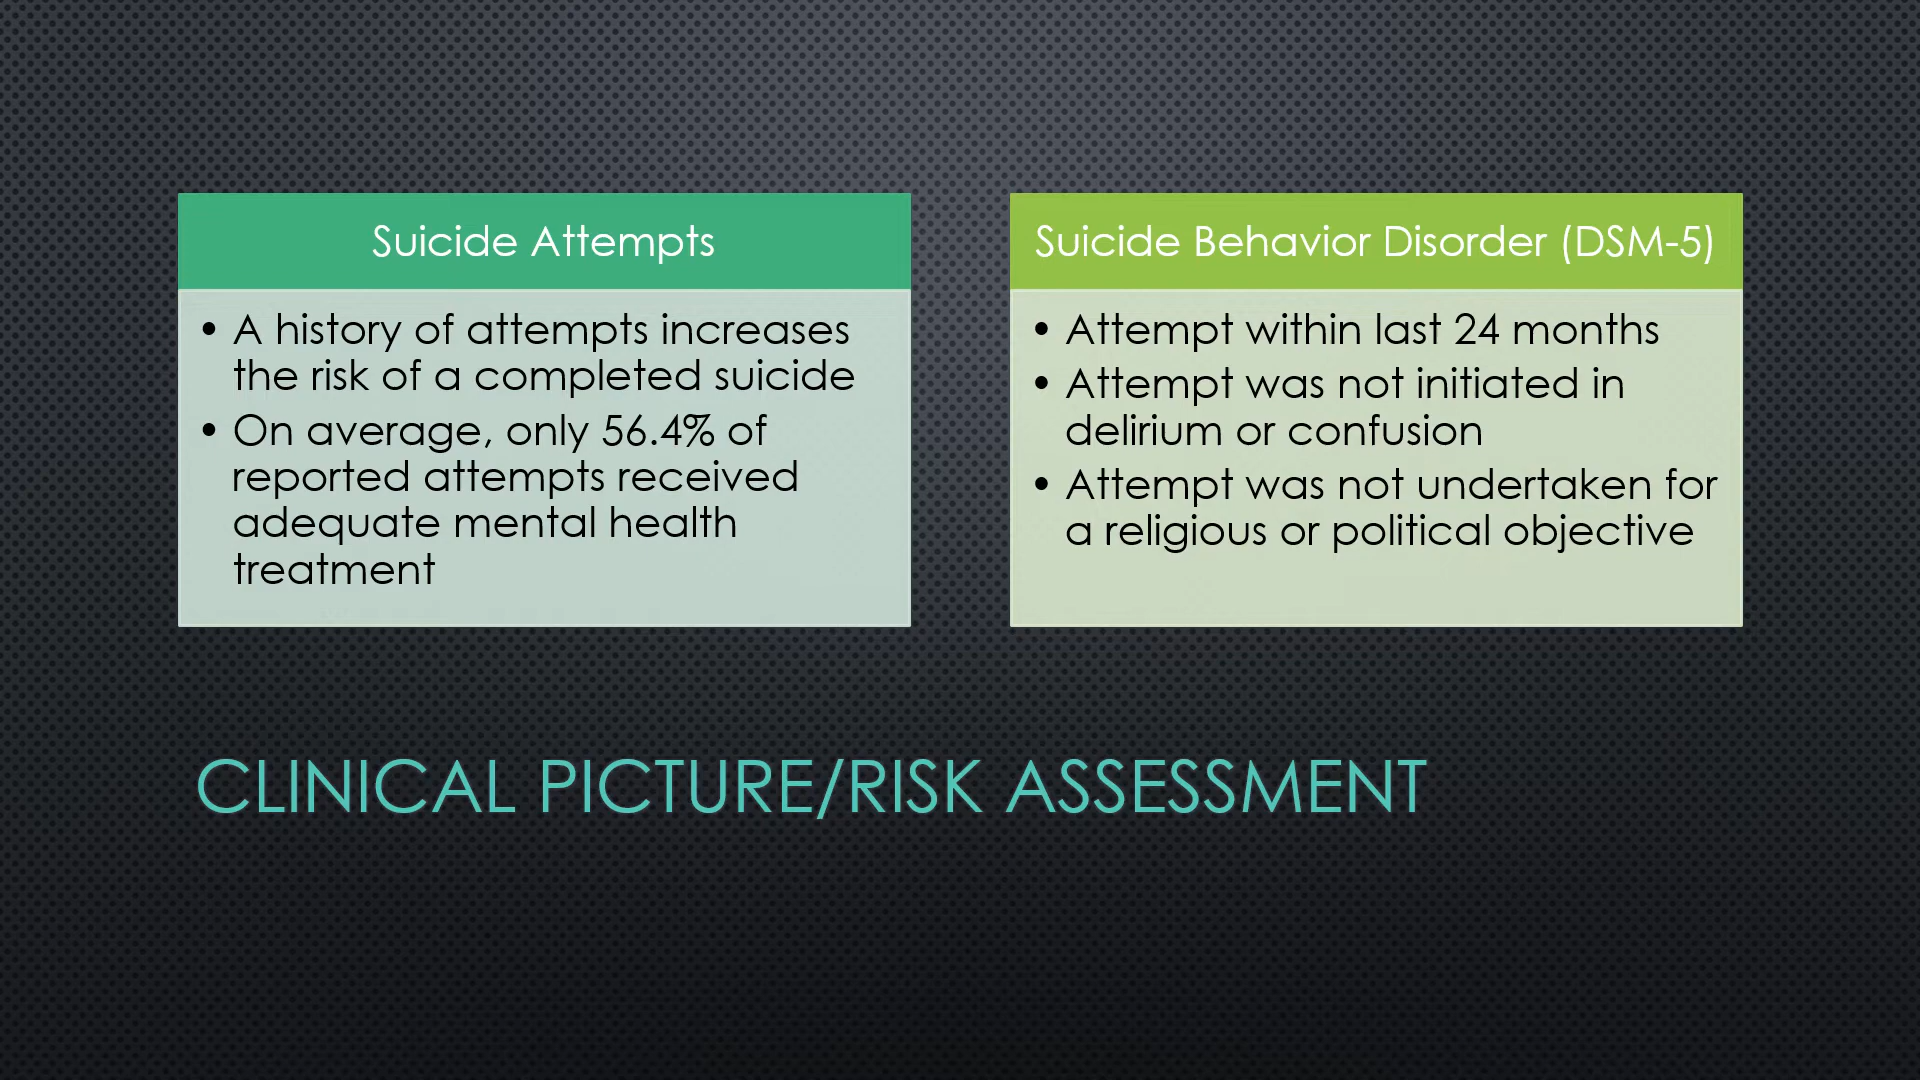 Suicide Attempts
• A history of attempts increases
the risk of a completed suicide
• On average, only 56.4% of
reported attempts received
adequate mental health
treatment
Suicide Behavior Disorder (DSM-5)
• Attempt within last 24 months
• Attempt was not initiated in
delirium or confusion
• Attempt was not undertaken for
a religious or political objective
CLINICAL PICTURE/RISK ASSESSMENT